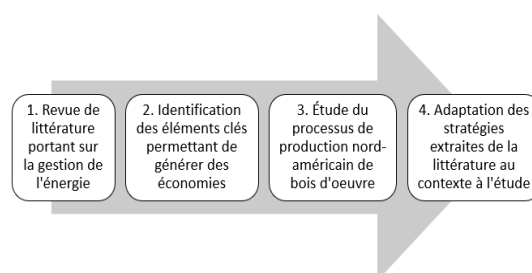 1. Revue de
littérature
portant sur
la gestion de
l'énergie
2. Identification
des éléments clés
permettant de
générer des
économies
3. Étude du
processus de
production nord-
américain de
bois d'oeuvre
4. Adaptation des
stratégies
extraites de la
littérature au
contexte à l'étude